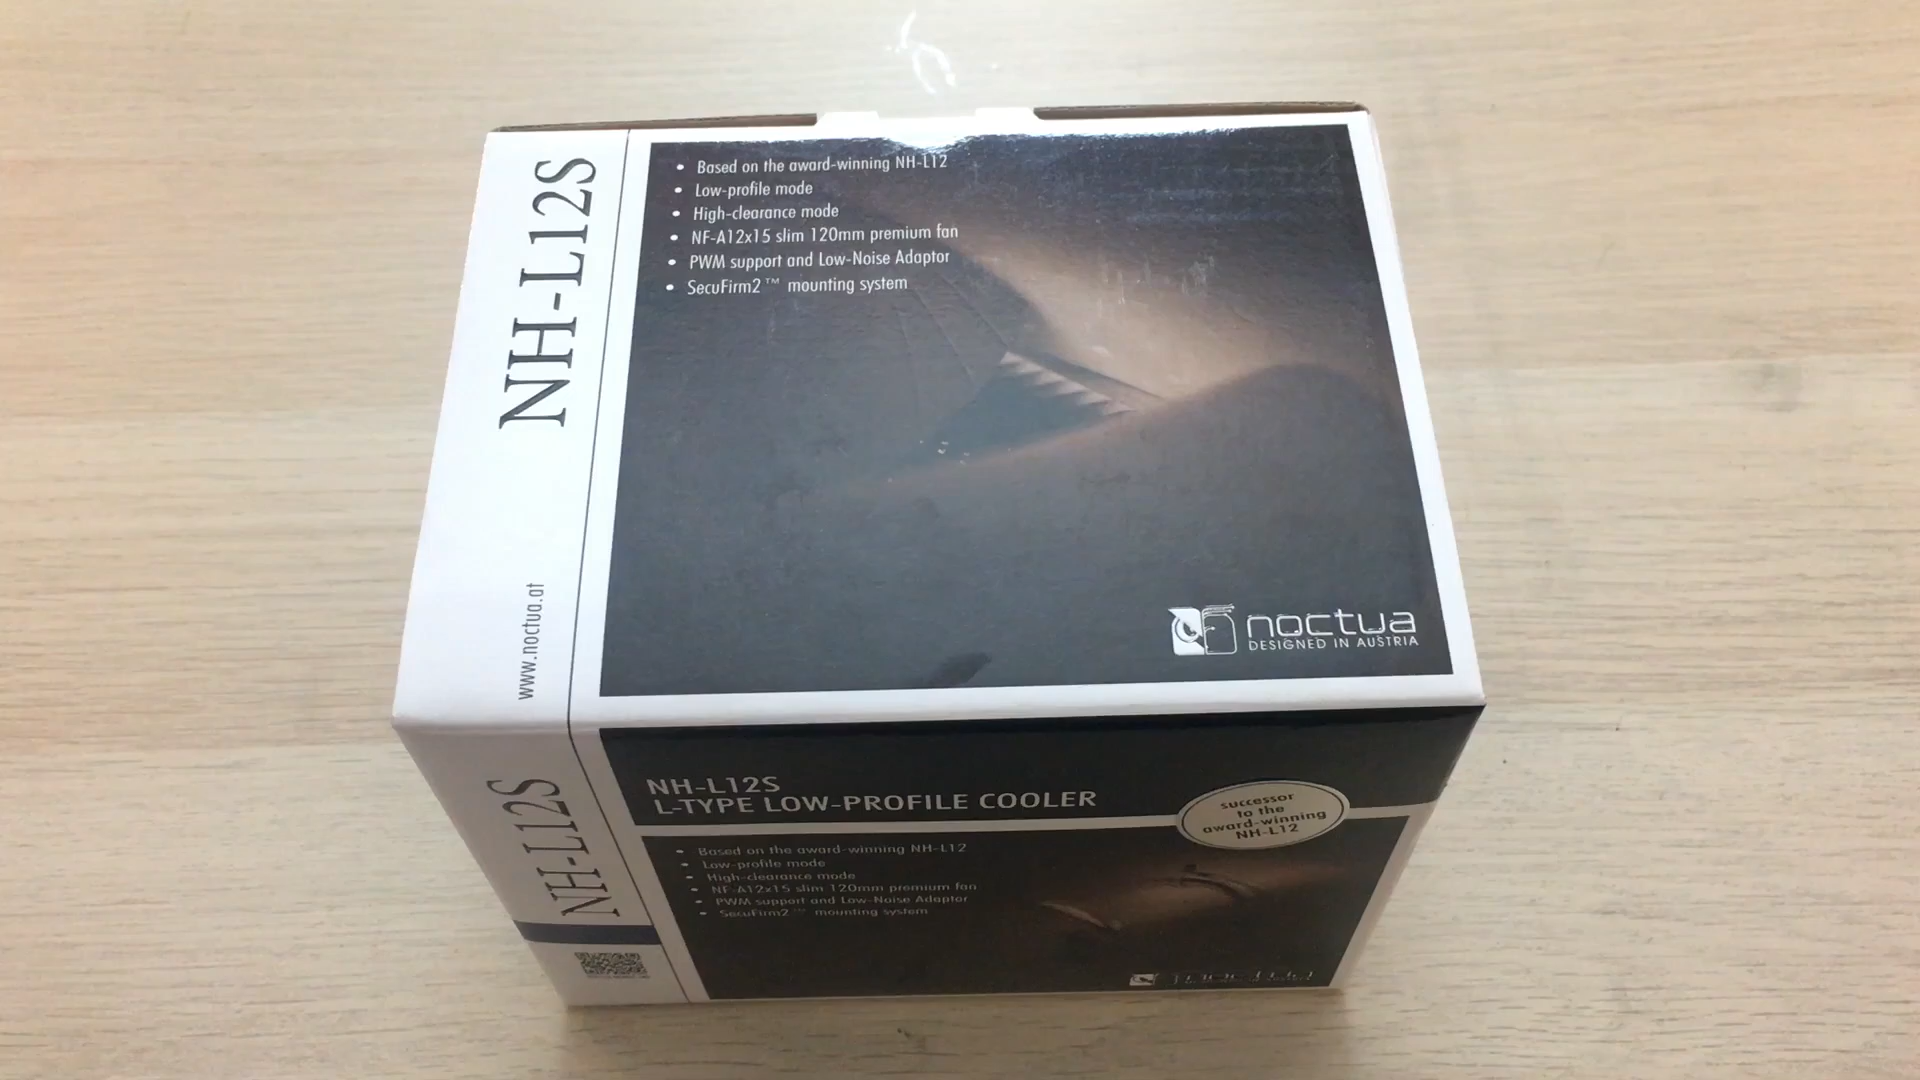 NH-L12S
www.noctua.at
• Based on the award-winning NH-L12
• Low-profile mode
• High-clearance mode
• NF-A12x15 slim 120mm premium fan
• PWM support and Low-Noise Adaptor
• SecuFirm2™ mounting system
noctua
DESIGNED IN AUSTRIA
NH-L12S
NH-L12S
L-TYPE LOW-PROFILE COOLER
successor
to the
award-winning
NH-L12
• Based on the award-winning NH-L12
• Low-profile mode
• High-clearance mode
• NF-A12x15 slim 120mm premium fan
• PWM support and Low-Noise Adaptor
• SecuFirm2™ mounting system